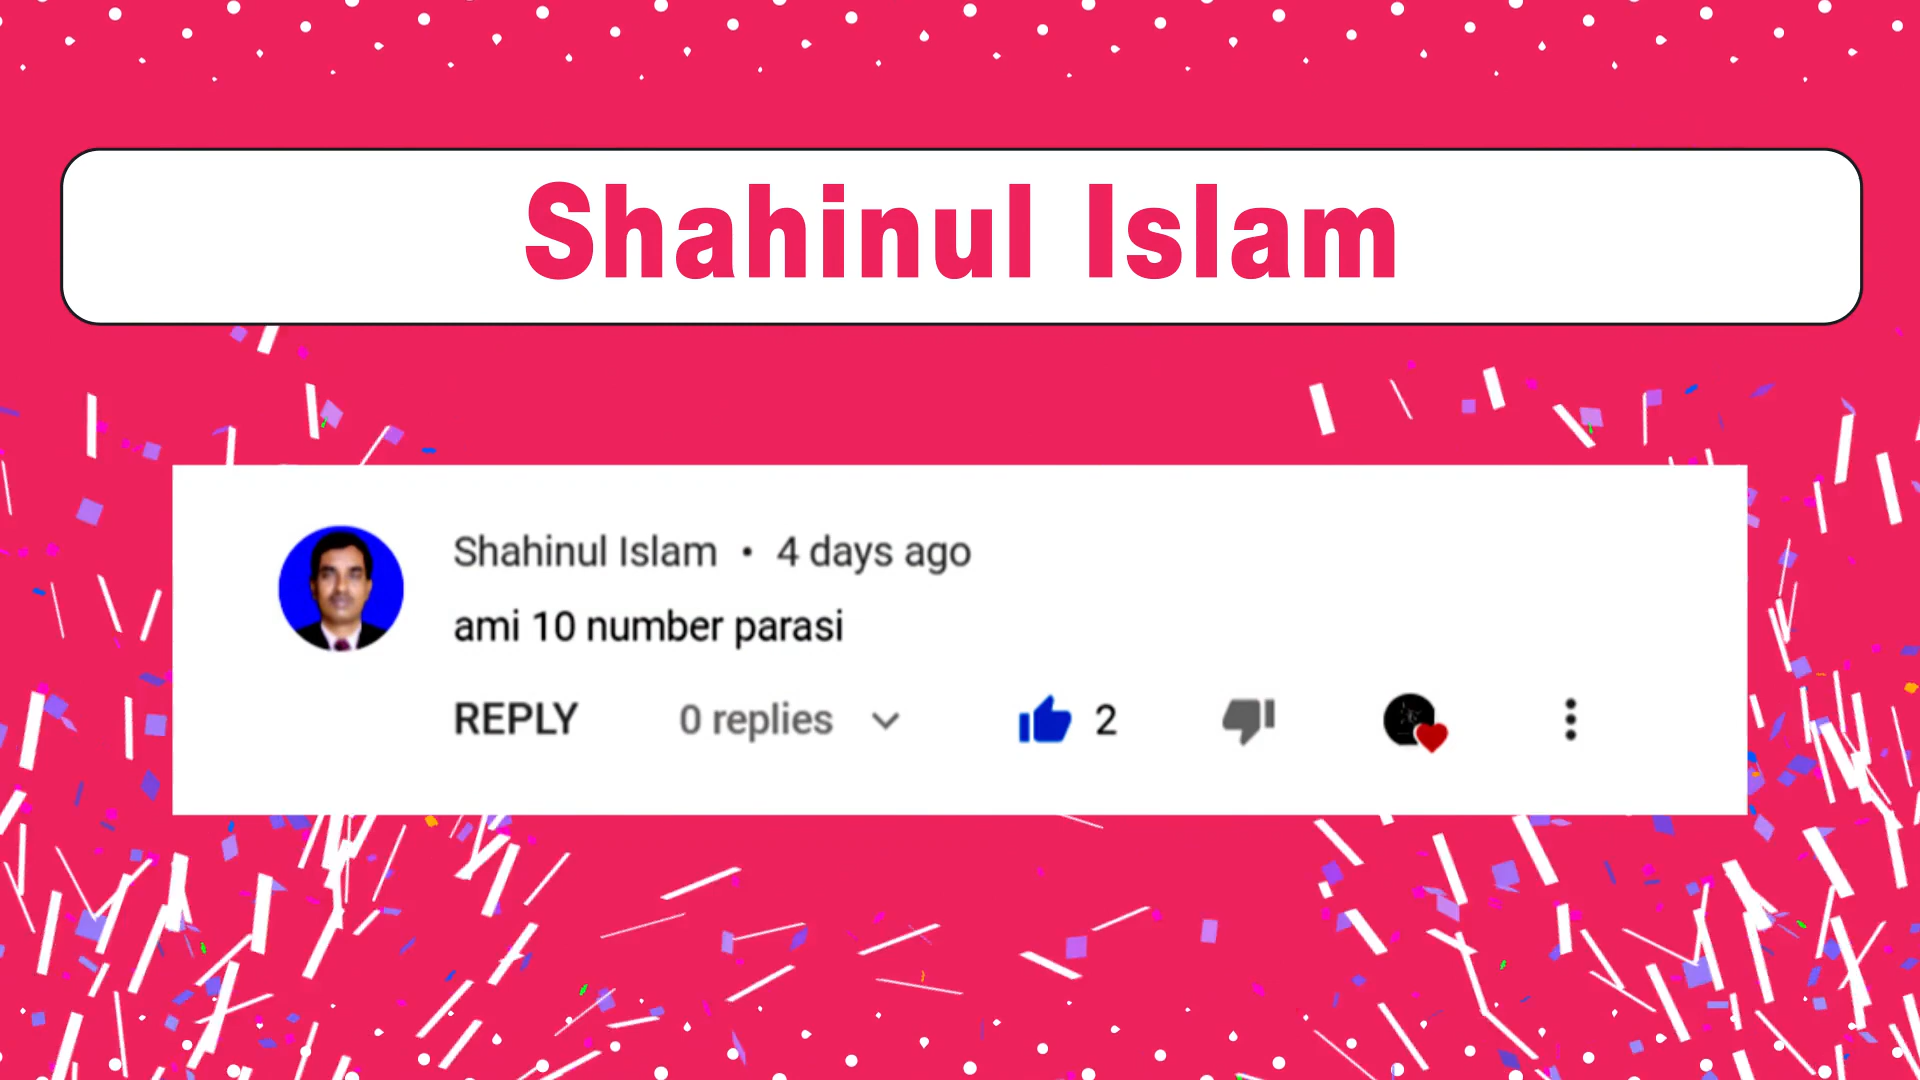 Shahinul Islam
Shahinul Islam • 4 days ago
ami 10 number parasi
REPLY 0 replies 2